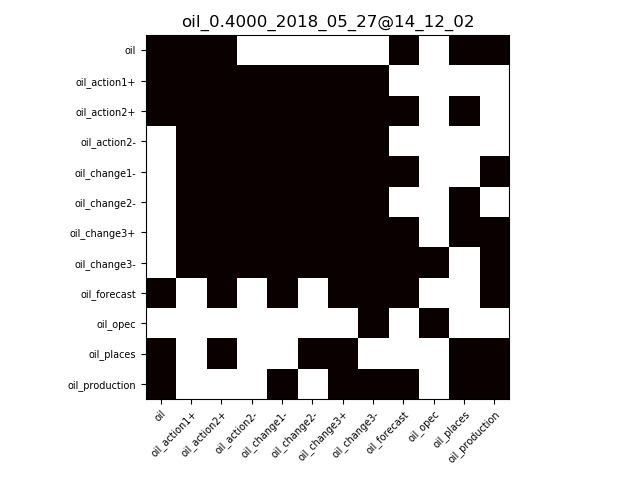 oil_0.4000_2018_05_27@14_12_02
oil
oil_action1+
oil_action2+
oil_action2-
oil_change1-
oil_change2-
oil_change3+
oil_change3-
oil_forecast
oil_opec
oil_places
oil_production
oil
oil_action1+
oil_action2+
oil_action2-
oil_change1-
oil_change2-
oil_change3+
oil_change3-
oil_forecast
oil_opec
oil_places
oil_production